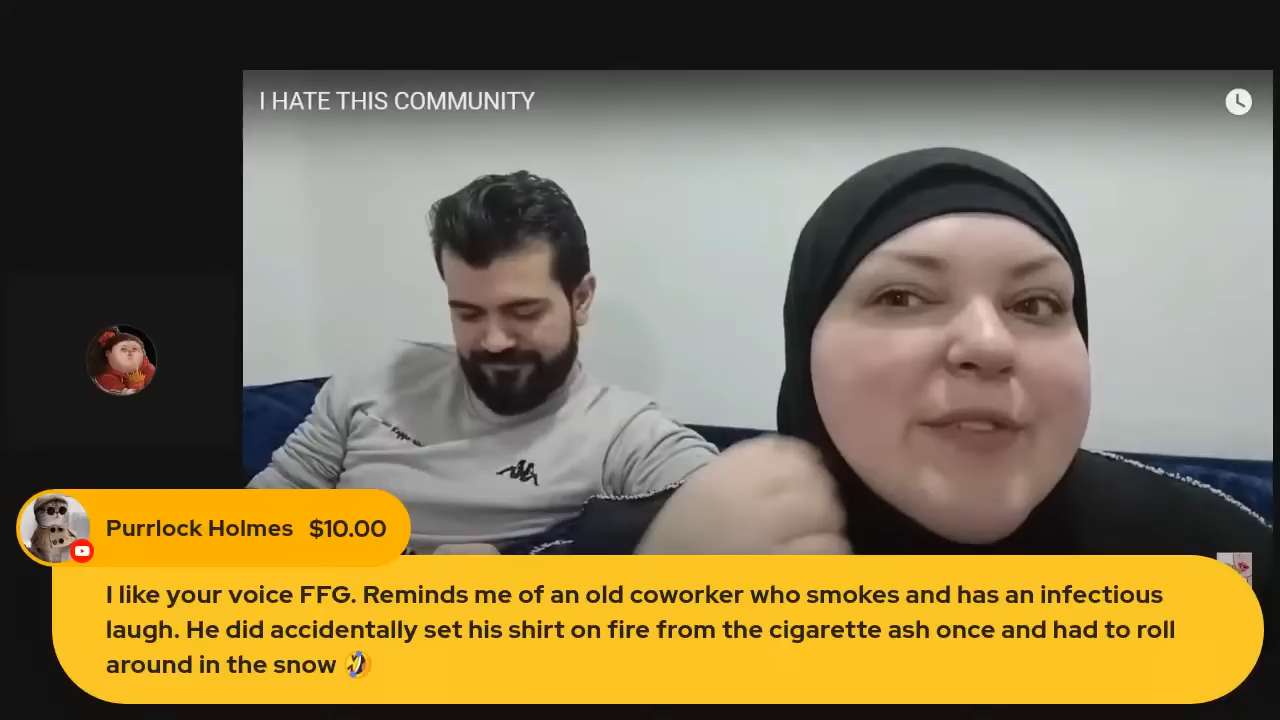 I HATE THIS COMMUNITY
Purrlock Holmes $10.00
I like your voice FFG. Reminds me of an old coworker who smokes and has an infectious
laugh. He did accidentally set his shirt on fire from the cigarette ash once and had to roll
around in the snow 🤣